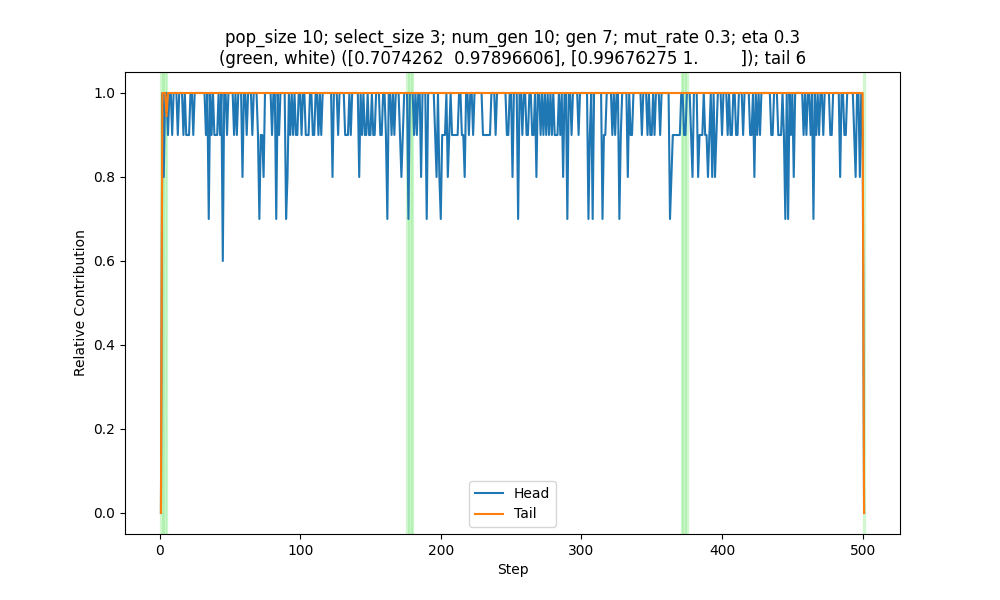 pop_size 10; select_size 3; num_gen 10; gen 7; mut_rate 0.3; eta 0.3
(green, white) ([0.7074262  0.97896606], [0.99676275 1.        ]); tail 6
1.0
0.8
0.6
0.4
0.2
0.0
Relative Contribution
Head
Tail
0 100 200 300 400 500
Step